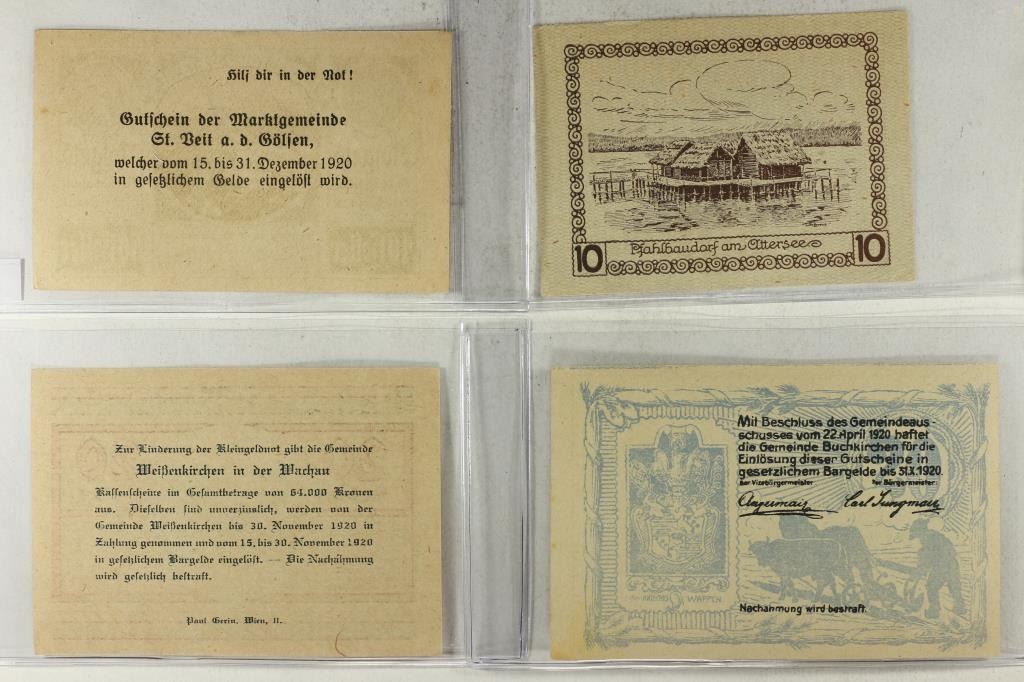 Hilf dir in der Not!
Gutschein der Marktgemeinde
St. Veit a. d. Gölsen,
welcher vom 15. bis 31. Dezember 1920
in gesetzlichem Gelde eingelöst wird.
10 Pfahlbaudorf am Attersee 10
Zur Linderung der Kleingeldnot gibt die Gemeinde
Weißenkirchen in der Wachau
Kassenscheine im Gesamtbetrage von 64.000 Kronen
aus. Dieselben sind unverzinslich, werden von der
Gemeinde Weißenkirchen bis 30. November 1920 in
Zahlung genommen und vom 15. bis 30. November 1920
in gesetzlichem Bargelde eingelöst. — Die Nachahmung
wird gesetzlich bestraft.
Paul Gerin, Wien, II.
Mit Beschluss des Gemeindeaus-
schusses vom 22. April 1920 haftet
die Gemeinde Buchkirchen für die
Einlösung dieser Gutscheine in
gesetzlichem Bargelde bis 31.X.1920.
Der Vizebürgermeister Der Bürgermeister:
Angermair Carl Jungmair
WAPPEN
Nachahmung wird bestraft.